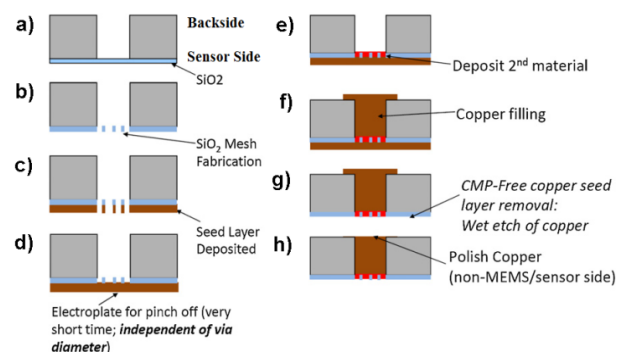 a)
Backside
Sensor Side
SiO2
b)
SiO₂ Mesh
Fabrication
c)
Seed Layer
Deposited
d)
Electroplate for pinch off (very
short time; independent of via
diameter)
e)
Deposit 2nd material
f)
Copper filling
g)
CMP-Free copper seed
layer removal:
Wet etch of copper
h)
Polish Copper
(non-MEMS/sensor side)